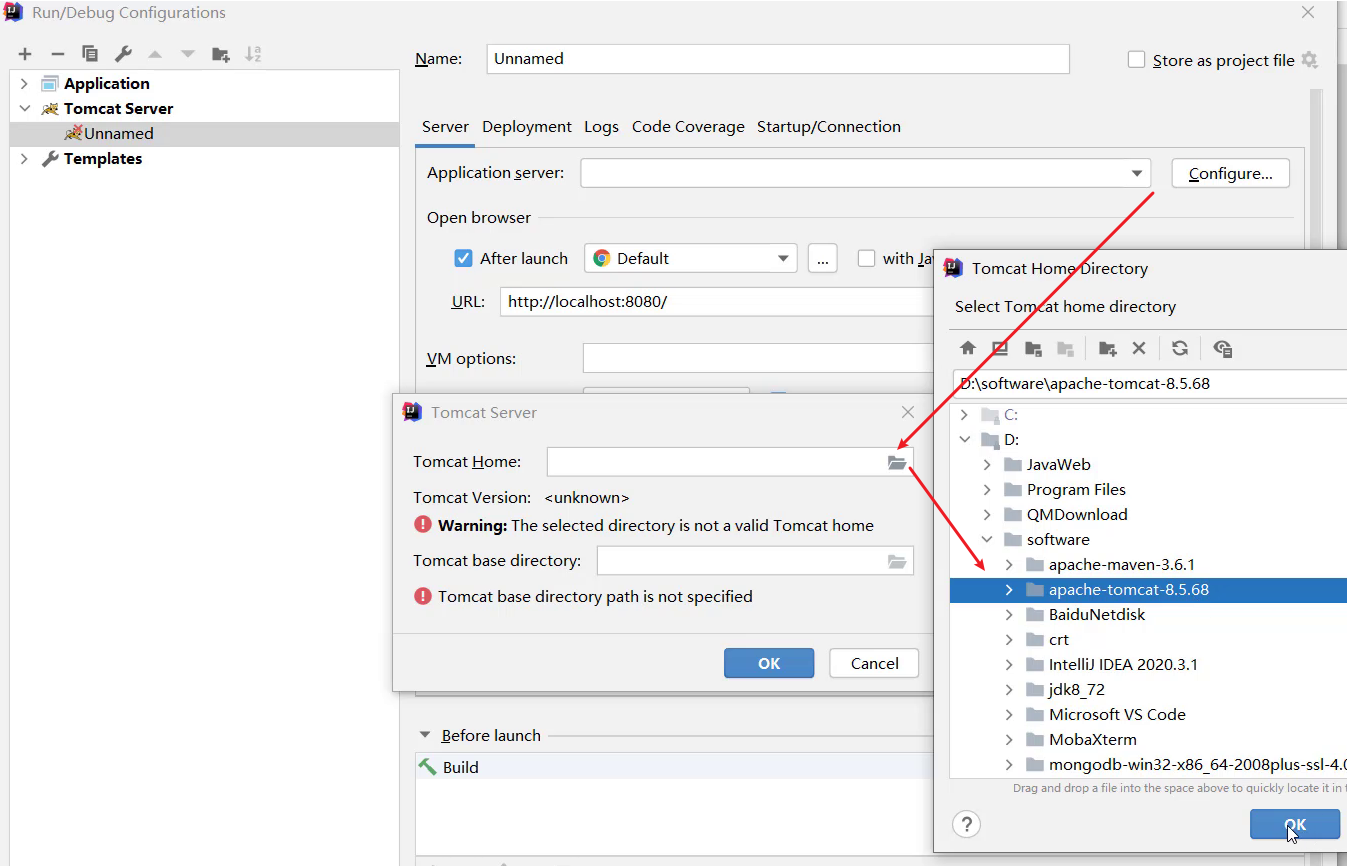 Run/Debug Configurations
Name: Unnamed
Store as project file
Application
Tomcat Server
Unnamed
Templates
Server Deployment Logs Code Coverage Startup/Connection
Application server:
Configure...
Open browser
After launch
Default
...
with Ja
URL: http://localhost:8080/
VM options:
Tomcat Server
Tomcat Home:
Tomcat Version: <unknown>
Warning: The selected directory is not a valid Tomcat home
Tomcat base directory:
Tomcat base directory path is not specified
OK
Cancel
Before launch
Build
Tomcat Home Directory
Select Tomcat home directory
D:\software\apache-tomcat-8.5.68
C:
D:
JavaWeb
Program Files
QMDownload
software
apache-maven-3.6.1
apache-tomcat-8.5.68
BaiduNetdisk
crt
IntelliJ IDEA 2020.3.1
jdk8_72
Microsoft VS Code
MobaXterm
mongodb-win32-x86_64-2008plus-ssl-4.0
Drag and drop a file into the space above to quickly locate it in t
?
OK